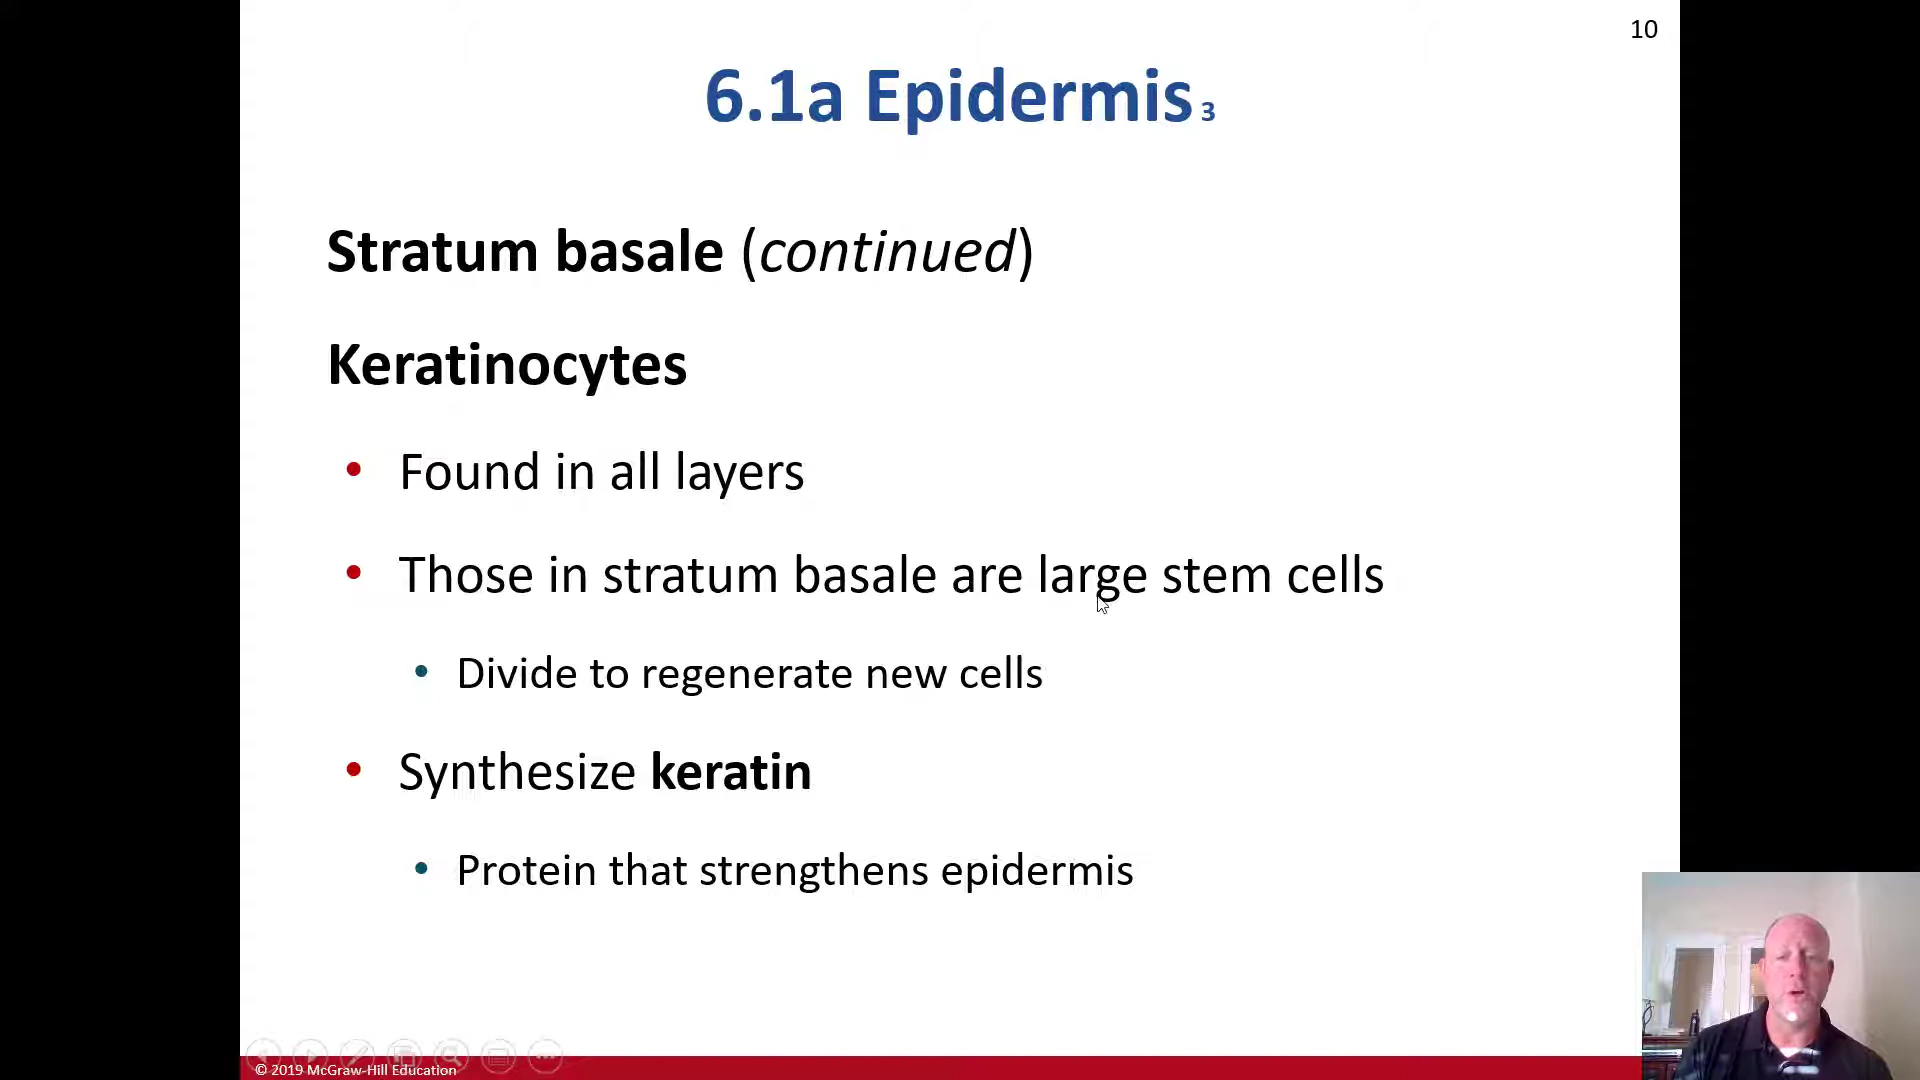 10
6.1a Epidermis 3
Stratum basale (continued)
Keratinocytes
• Found in all layers
• Those in stratum basale are large stem cells
• Divide to regenerate new cells
• Synthesize keratin
• Protein that strengthens epidermis
© 2019 McGraw-Hill Education